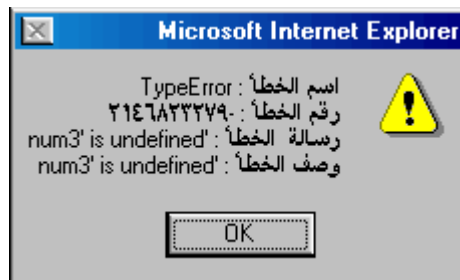 Microsoft Internet Explorer
اسم الخطأ : TypeError
رقم الخطأ : -٢١٤٦٨٢٣٢٧٩
رسالة الخطأ : 'num3' is undefined
وصف الخطأ : 'num3' is undefined
OK